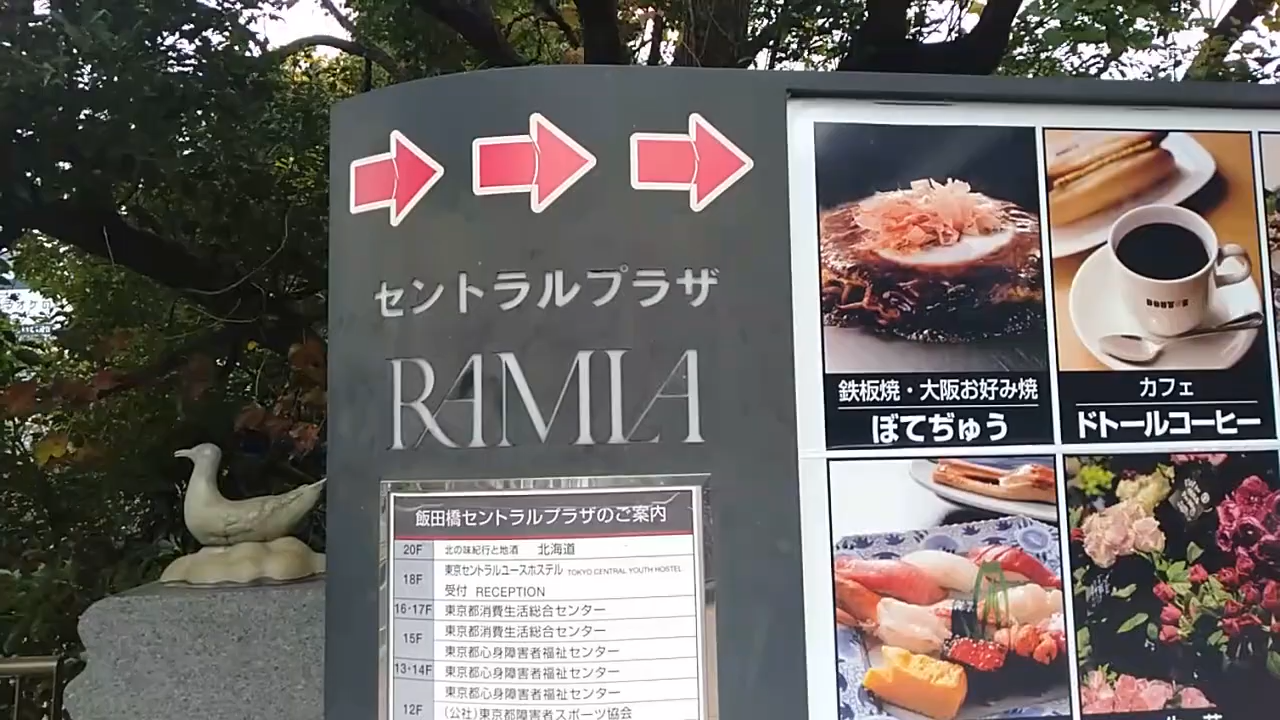 セントラルプラザ
RAMLA
飯田橋セントラルプラザのご案内
20F 北の味紀行と地酒 北海道
18F 東京セントラルユースホステル TOKYO CENTRAL YOUTH HOSTEL
受付 RECEPTION
16・17F 東京都消費生活総合センター
15F 東京都消費生活総合センター
東京都心身障害者福祉センター
13・14F 東京都心身障害者福祉センター
東京都心身障害者福祉センター
12F (公社)東京都障害者スポーツ協会
鉄板焼・大阪お好み焼
ぼてぢゅう
カフェ
ドトールコーヒー